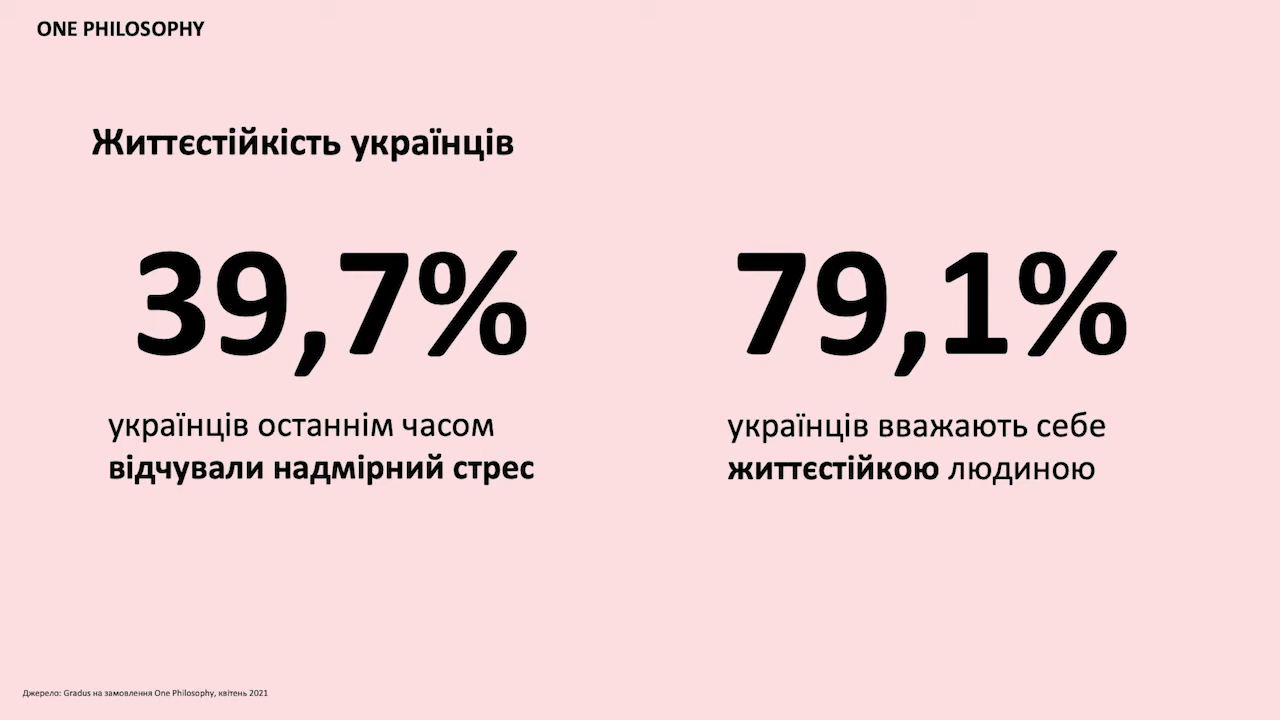 ONE PHILOSOPHY
Життєстійкість українців
39,7%
українців останнім часом
відчували надмірний стрес
79,1%
українців вважають себе
життєстійкою людиною
Джерело: Gradus на замовлення One Philosophy, квітень 2021